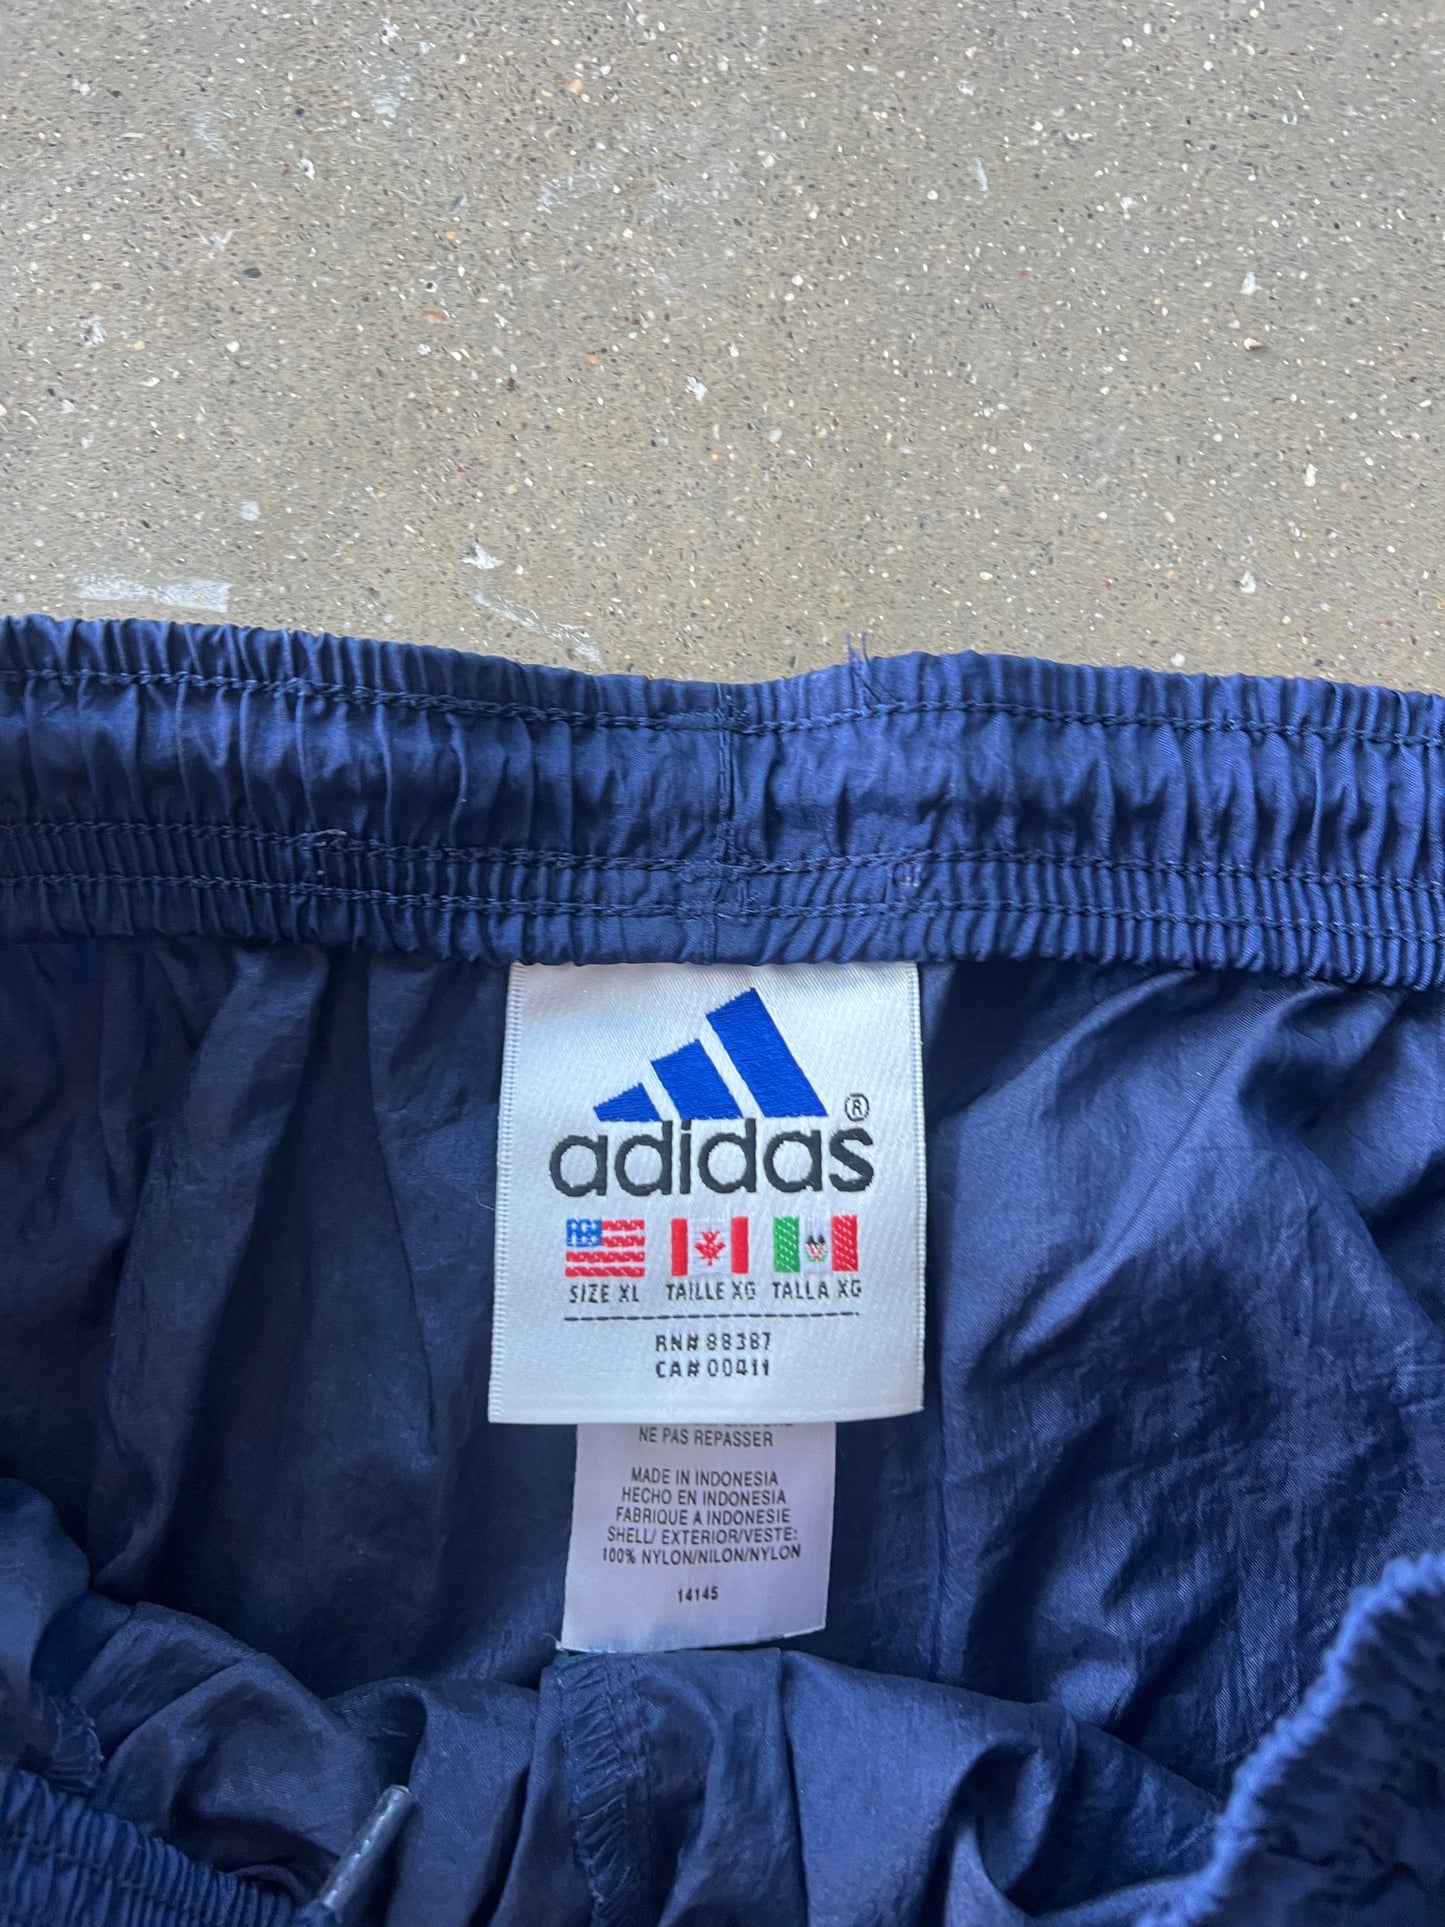 adidas®
SIZE XL TAILLE XG TALLA XG
RN# 88387
CA# 00411
NE PAS REPASSER
MADE IN INDONESIA
HECHO EN INDONESIA
FABRIQUE A INDONESIE
SHELL/ EXTERIOR/VESTE:
100% NYLON/NILON/NYLON
14145